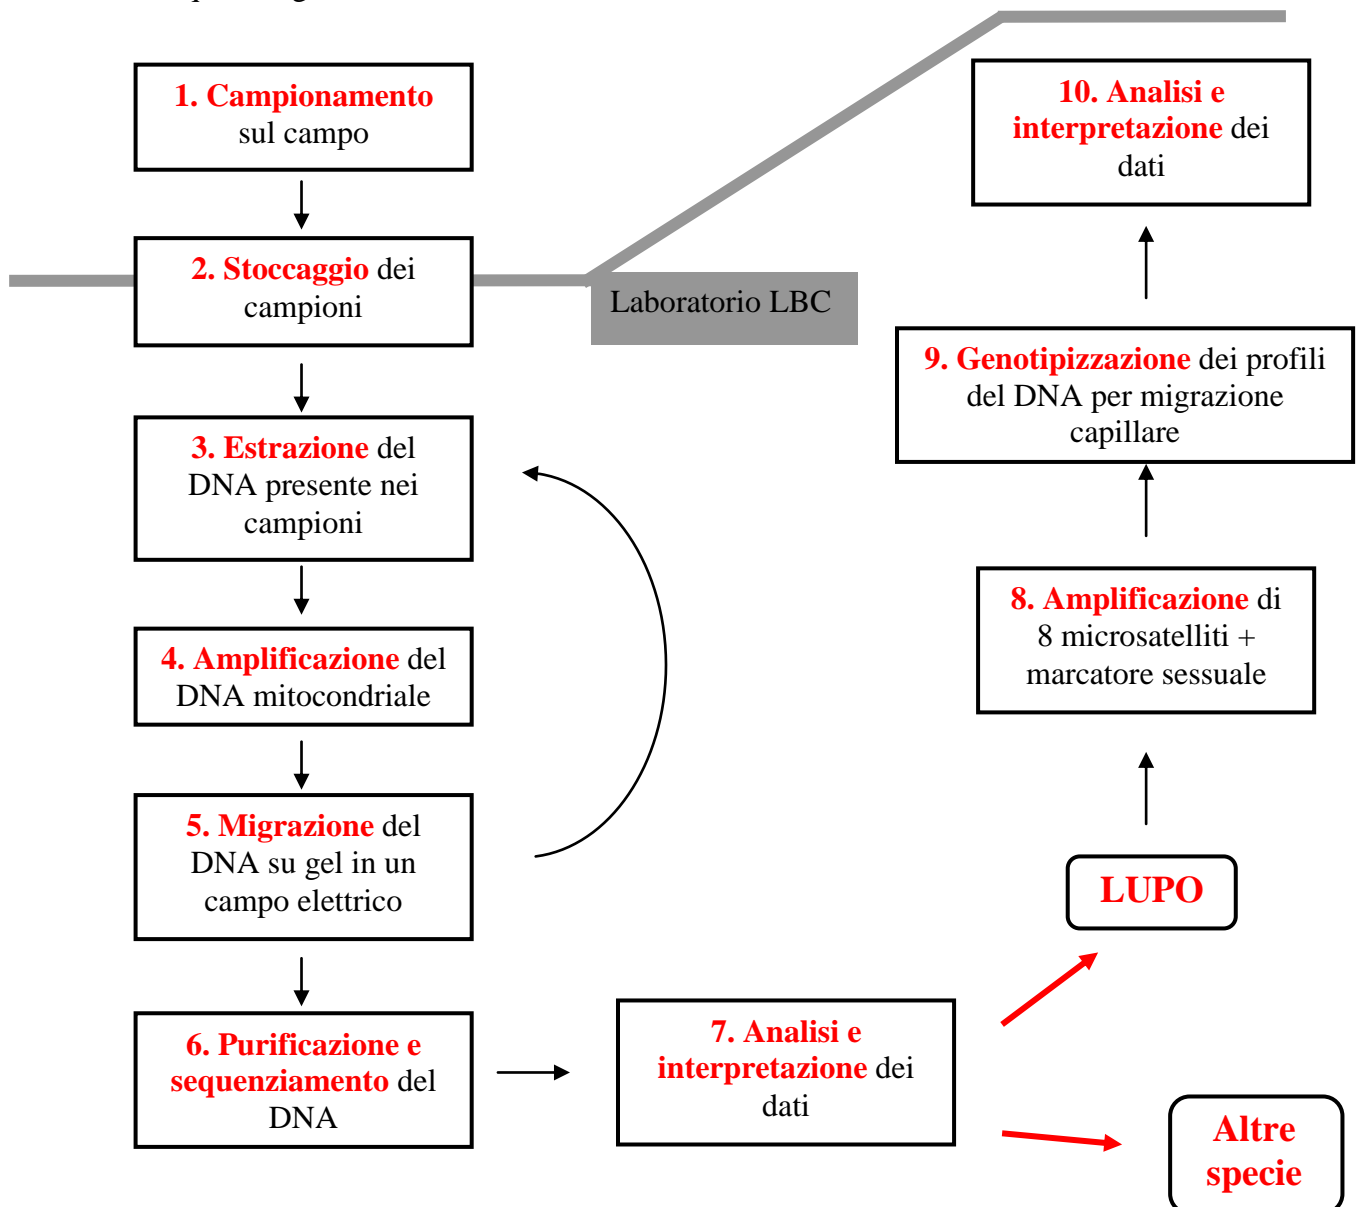 1. Campionamento
sul campo
2. Stoccaggio dei
campioni
Laboratorio LBC
3. Estrazione del
DNA presente nei
campioni
4. Amplificazione del
DNA mitocondriale
5. Migrazione del
DNA su gel in un
campo elettrico
6. Purificazione e
sequenziamento del
DNA
7. Analisi e
interpretazione dei
dati
LUPO
Altre
specie
8. Amplificazione di
8 microsatelliti +
marcatore sessuale
9. Genotipizzazione dei profili
del DNA per migrazione
capillare
10. Analisi e
interpretazione dei
dati